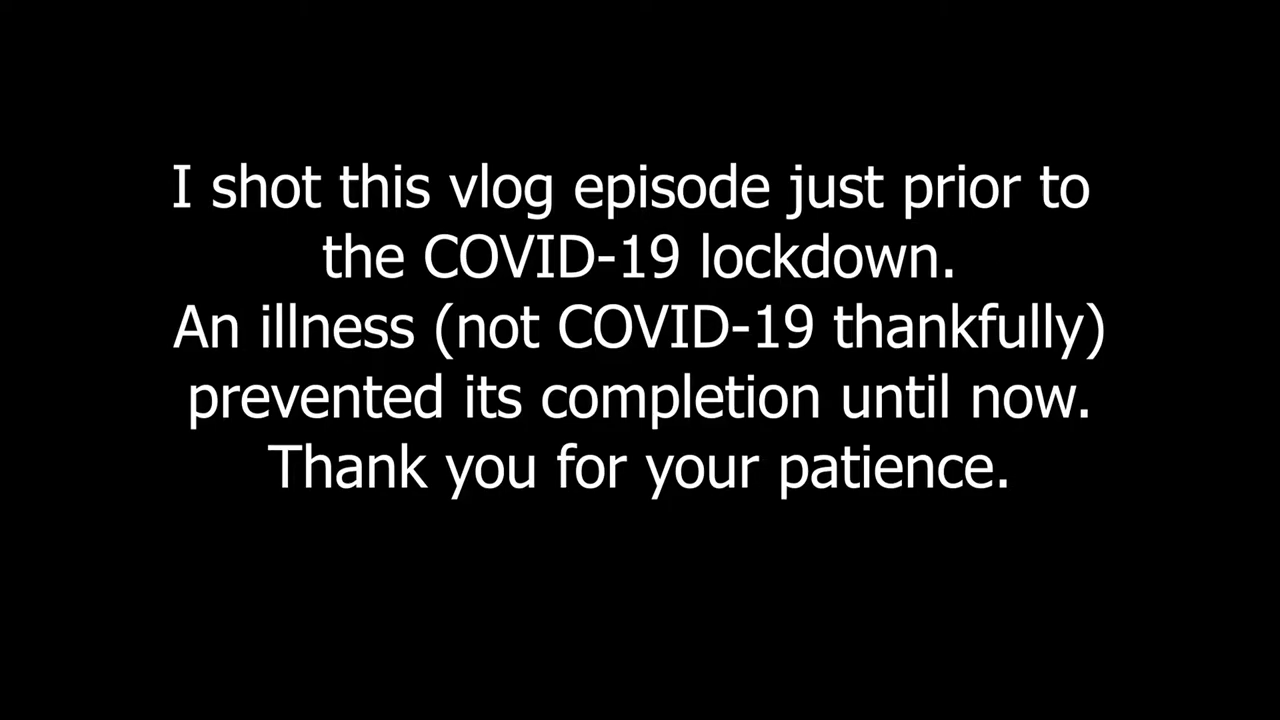 I shot this vlog episode just prior to
the COVID-19 lockdown.
An illness (not COVID-19 thankfully)
prevented its completion until now.
Thank you for your patience.